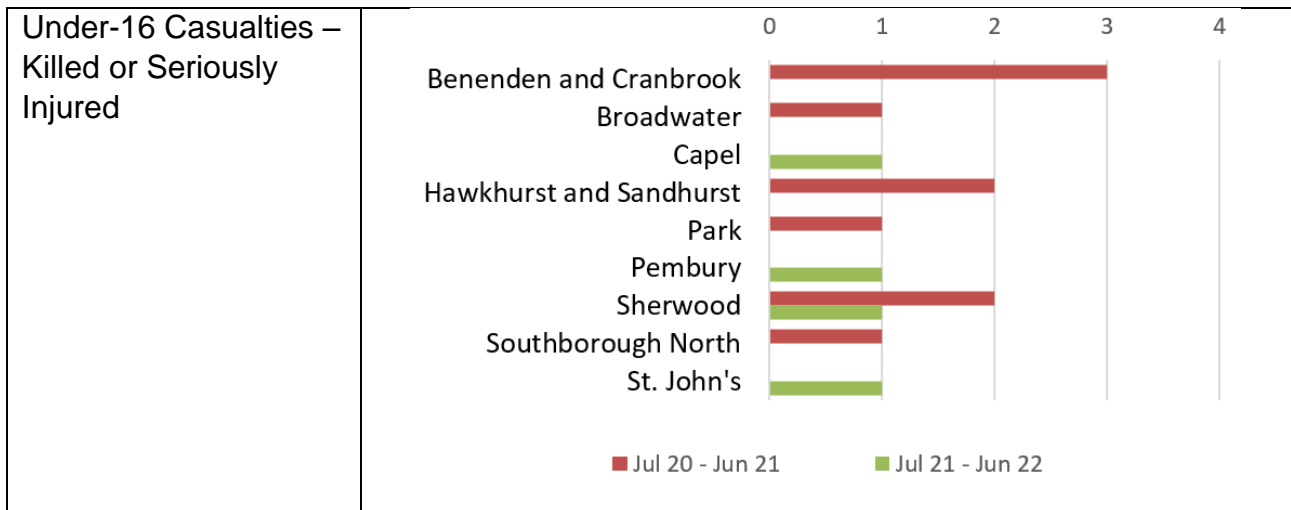 Under-16 Casualties –
Killed or Seriously
Injured
0 1 2 3 4
Benenden and Cranbrook
Broadwater
Capel
Hawkhurst and Sandhurst
Park
Pembury
Sherwood
Southborough North
St. John's
Jul 20 - Jun 21 Jul 21 - Jun 22